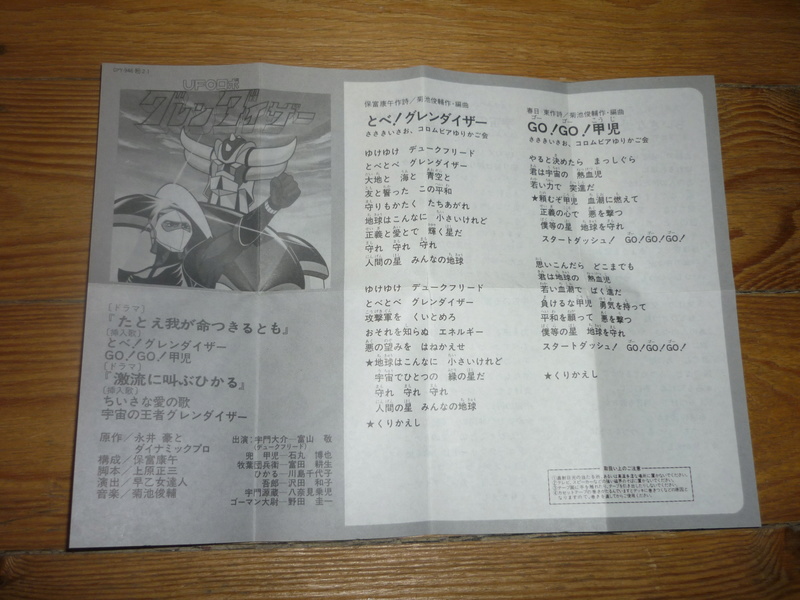 UFOロボ
グレンダイザー
〔ドラマ〕
『たとえ我が命つきるとも』
〔挿入歌〕
とべ!グレンダイザー
GO!GO!甲児
〔ドラマ〕
『激流に叫ぶひかる』
〔挿入歌〕
ちいさな愛の歌
宇宙の王者グレンダイザー
原作/永井 豪と
ダイナミックプロ
構成/保富康午
脚本/上原正三
演出/早乙女達人
音楽/菊池俊輔
出演:宇門大介―富山 敬
(デュークフリード)
兜 甲児―石丸 博也
牧葉団兵衛―富田 耕生
ひかる―川島千代子
吾郎―沢田 和子
宇門源蔵―八奈見乗児
ゴーマン大尉―野田 圭一
保富康午作詩/菊池俊輔作・編曲
とべ!グレンダイザー
ささきいさお、コロムビアゆりかご会
ゆけゆけ デュークフリード
とべとべ グレンダイザー
大地と 海と 青空と
友と誓った この平和
守りもかたく たちあがれ
地球はこんなに 小さいけれど
正義と愛とで 輝く星だ
守れ 守れ 守れ
人間の星 みんなの地球
ゆけゆけ デュークフリード
とべとべ グレンダイザー
攻撃軍を くいとめろ
おそれを知らぬ エネルギー
悪の望みを はねかえせ
★地球はこんなに 小さいけれど
宇宙でひとつの 緑の星だ
守れ 守れ 守れ
人間の星 みんなの地球
★くりかえし
春日 東作詩/菊池俊輔作・編曲
GO!GO!甲児
ささきいさお、コロムビアゆりかご会
やると決めたら まっしぐら
君は宇宙の 熱血児
若い力で 突進だ
★頼むぞ甲児 血潮に燃えて
正義の心で 悪を撃つ
僕等の星 地球を守れ
スタートダッシュ! GO!GO!GO!
思いこんだら どこまでも
君は地球の 熱血児
若い血潮で ばく進だ
負けるな甲児 勇気を持って
平和を願って 悪を撃つ
僕等の星 地球を守れ
スタートダッシュ! GO!GO!GO!
★くりかえし
取扱い上のご注意